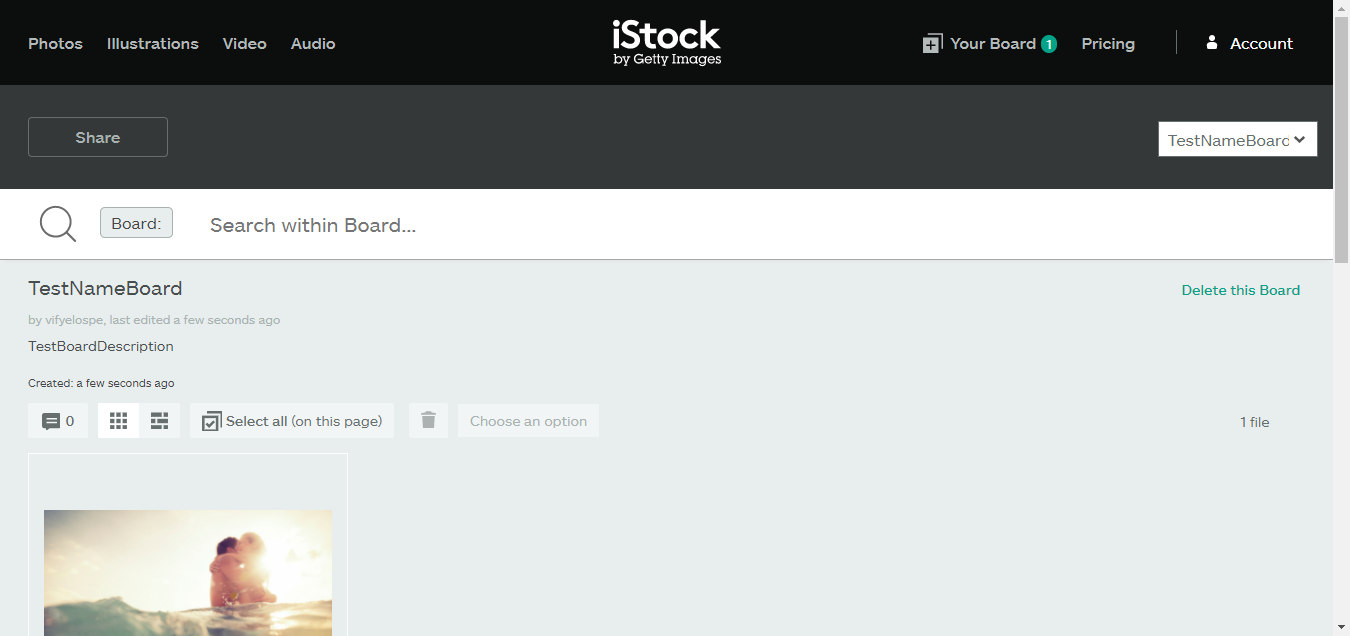 Photos Illustrations Video Audio
iStock
by Getty Images
Your Board 1 Pricing Account
Share
TestNameBoard
Board: Search within Board...
TestNameBoard
Delete this Board
by vifyelospe, last edited a few seconds ago
TestBoardDescription
Created: a few seconds ago
0 Select all (on this page) Choose an option 1 file